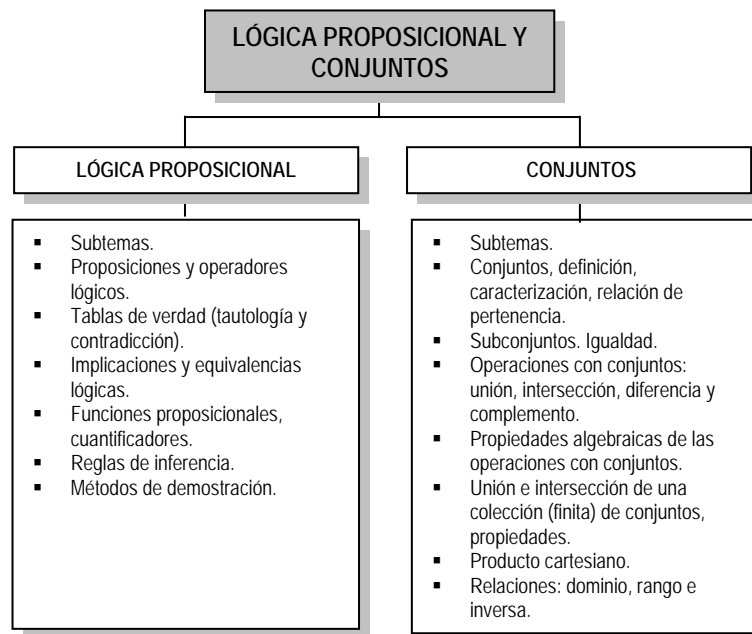 LÓGICA PROPOSICIONAL Y
CONJUNTOS
LÓGICA PROPOSICIONAL
▪ Subtemas.
▪ Proposiciones y operadores
lógicos.
▪ Tablas de verdad (tautología y
contradicción).
▪ Implicaciones y equivalencias
lógicas.
▪ Funciones proposicionales,
cuantificadores.
▪ Reglas de inferencia.
▪ Métodos de demostración.
CONJUNTOS
▪ Subtemas.
▪ Conjuntos, definición,
caracterización, relación de
pertenencia.
▪ Subconjuntos. Igualdad.
▪ Operaciones con conjuntos:
unión, intersección, diferencia y
complemento.
▪ Propiedades algebraicas de las
operaciones con conjuntos.
▪ Unión e intersección de una
colección (finita) de conjuntos,
propiedades.
▪ Producto cartesiano.
▪ Relaciones: dominio, rango e
inversa.